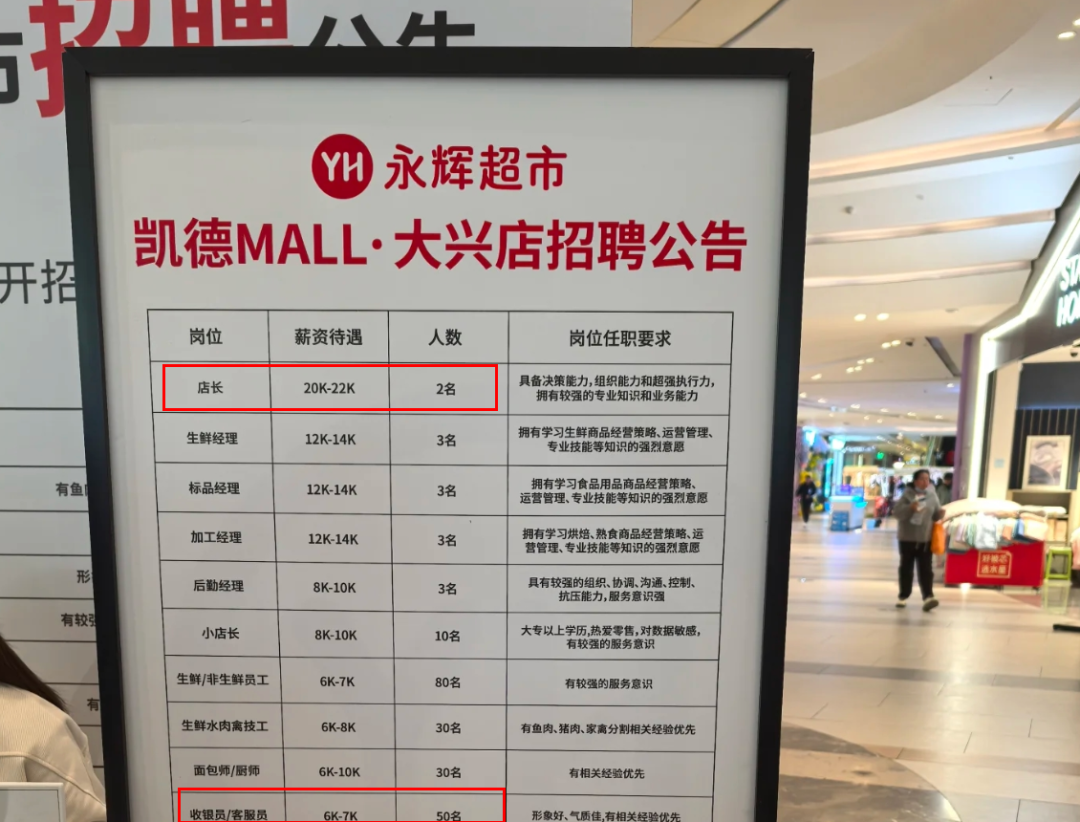 招聘公告
开招
YH 永辉超市
凯德MALL·大兴店招聘公告
岗位 薪资待遇 人数 岗位任职要求
店长 20K-22K 2名 具备决策能力,组织能力和超强执行力,
拥有较强的专业知识和业务能力
生鲜经理 12K-14K 3名 拥有学习生鲜商品经营策略、运营管理、
专业技能等知识的强烈意愿
标品经理 12K-14K 3名 拥有学习食品用品商品经营策略、
运营管理、专业技能等知识的强烈意愿
加工经理 12K-14K 3名 拥有学习烘焙、熟食商品经营策略、运
营管理、专业技能等知识的强烈意愿
后勤经理 8K-10K 3名 具有较强的组织、协调、沟通、控制、
抗压能力,服务意识强
小店长 8K-10K 10名 大专以上学历,热爱零售,对数据敏感,
有较强的服务意识
生鲜/非生鲜员工 6K-7K 80名 有较强的服务意识
生鲜水肉禽技工 6K-8K 30名 有鱼肉、猪肉、家禽分割相关经验优先
面包师/厨师 6K-10K 30名 有相关经验优先
收银员/客服员 6K-7K 50名 形象好、气质佳,有相关经验优先
有鱼
形
有较强
有